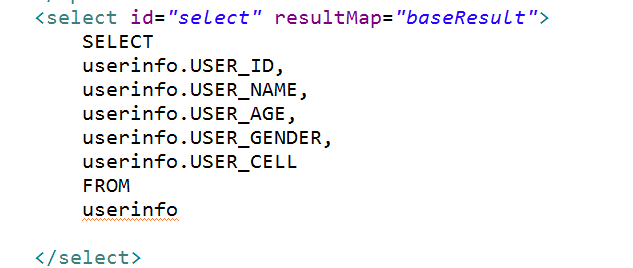 <select id="select" resultMap="baseResult">
SELECT
userinfo.USER_ID,
userinfo.USER_NAME,
userinfo.USER_AGE,
userinfo.USER_GENDER,
userinfo.USER_CELL
FROM
userinfo
</select>